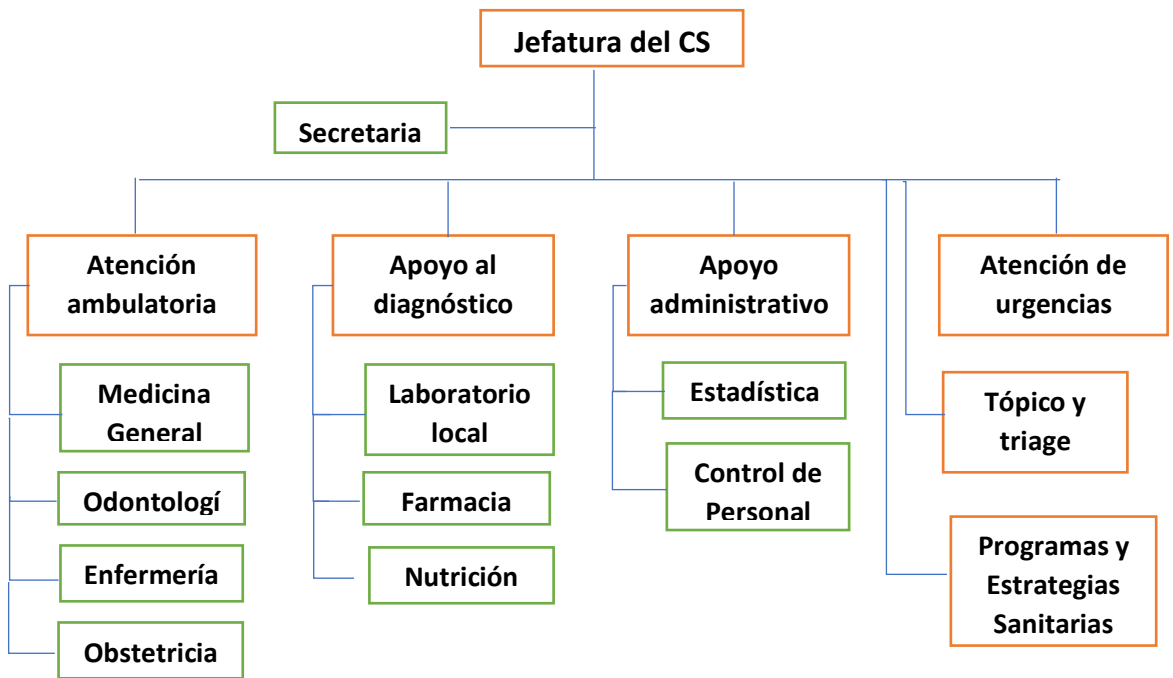 Jefatura del CS
Secretaria
Atención
ambulatoria
Apoyo al
diagnóstico
Apoyo
administrativo
Atención de
urgencias
Medicina
General
Odontologí
Enfermería
Obstetricia
Laboratorio
local
Farmacia
Nutrición
Estadística
Control de
Personal
Tópico y
triage
Programas y
Estrategias
Sanitarias